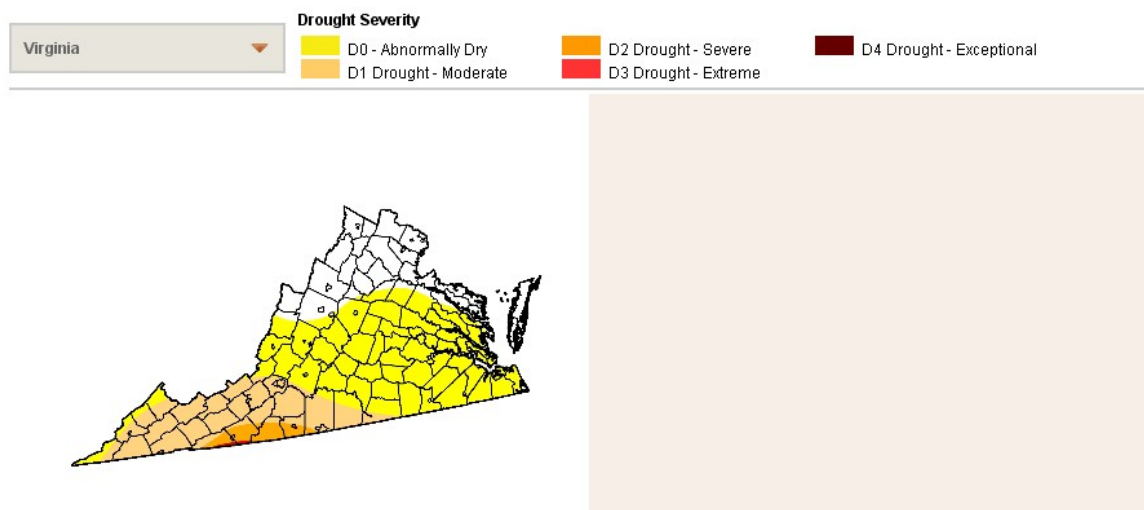 Drought Severity
Virginia
D0 - Abnormally Dry
D2 Drought - Severe
D4 Drought - Exceptional
D1 Drought - Moderate
D3 Drought - Extreme